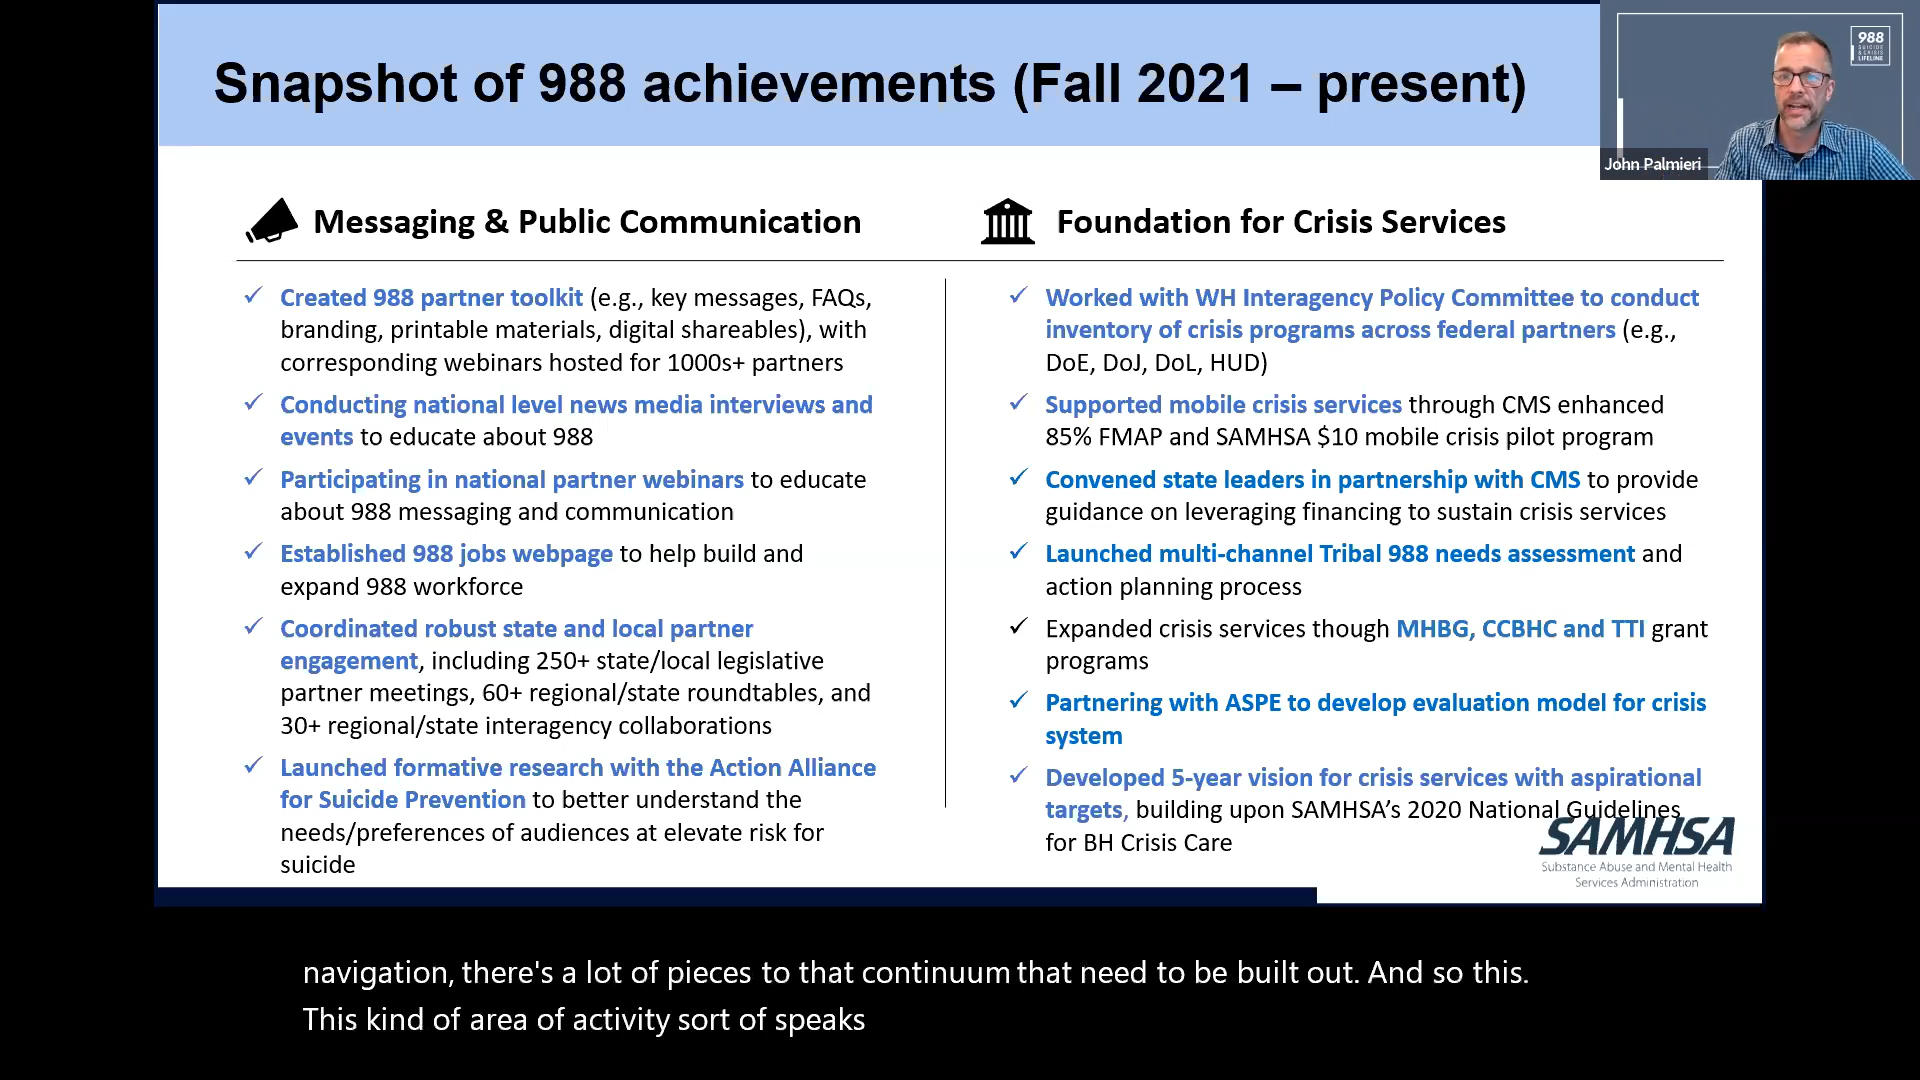 Snapshot of 988 achievements (Fall 2021 – present)
988
SUICIDE
& CRISIS
LIFELINE
John Palmieri
Messaging & Public Communication
✓ Created 988 partner toolkit (e.g., key messages, FAQs,
branding, printable materials, digital shareables), with
corresponding webinars hosted for 1000s+ partners
✓ Conducting national level news media interviews and
events to educate about 988
✓ Participating in national partner webinars to educate
about 988 messaging and communication
✓ Established 988 jobs webpage to help build and
expand 988 workforce
✓ Coordinated robust state and local partner
engagement, including 250+ state/local legislative
partner meetings, 60+ regional/state roundtables, and
30+ regional/state interagency collaborations
✓ Launched formative research with the Action Alliance
for Suicide Prevention to better understand the
needs/preferences of audiences at elevate risk for
suicide
Foundation for Crisis Services
✓ Worked with WH Interagency Policy Committee to conduct
inventory of crisis programs across federal partners (e.g.,
DoE, DoJ, DoL, HUD)
✓ Supported mobile crisis services through CMS enhanced
85% FMAP and SAMHSA $10 mobile crisis pilot program
✓ Convened state leaders in partnership with CMS to provide
guidance on leveraging financing to sustain crisis services
✓ Launched multi-channel Tribal 988 needs assessment and
action planning process
✓ Expanded crisis services though MHBG, CCBHC and TTI grant
programs
✓ Partnering with ASPE to develop evaluation model for crisis
system
✓ Developed 5-year vision for crisis services with aspirational
targets, building upon SAMHSA’s 2020 National Guidelines
for BH Crisis Care
SAMHSA
Substance Abuse and Mental Health
Services Administration
navigation, there's a lot of pieces to that continuum that need to be built out. And so this.
This kind of area of activity sort of speaks